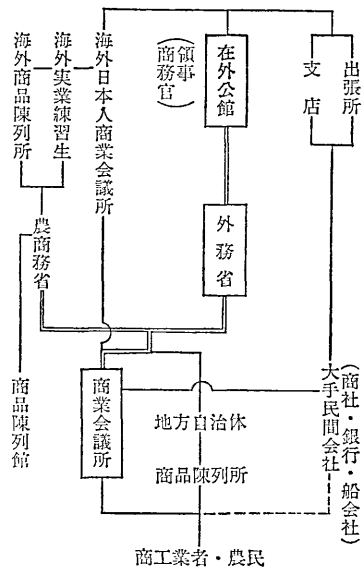 出張所
支店
在外公館
(領事
商務官)
海外日本人商業会議所
海外実業練習生
海外商品陳列所
外務省
農商務省
(商社・銀行・船会社)
大手民間会社
商業会議所
商品陳列館
地方自治体
商品陳列所
商工業者・農民